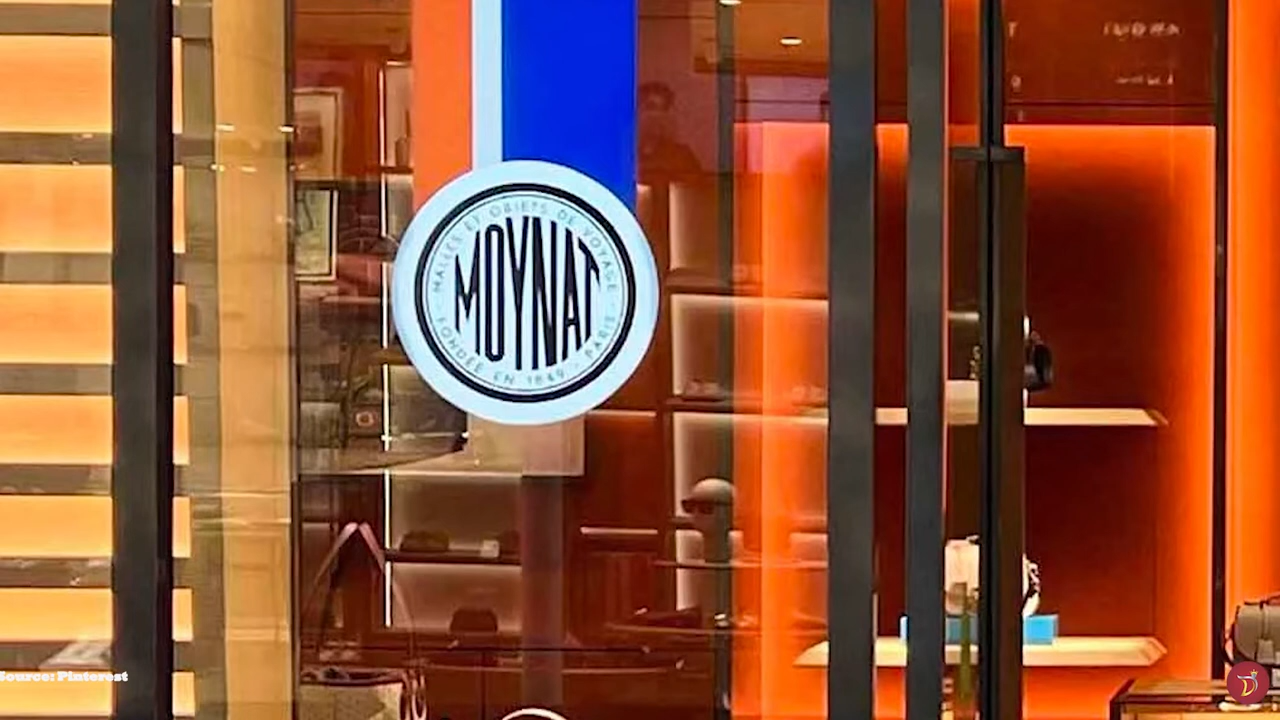 MALLES ET OBJETS DE VOYAGE
MOYNAT
FONDÉE EN 1849 - PARIS
Source: Pinterest